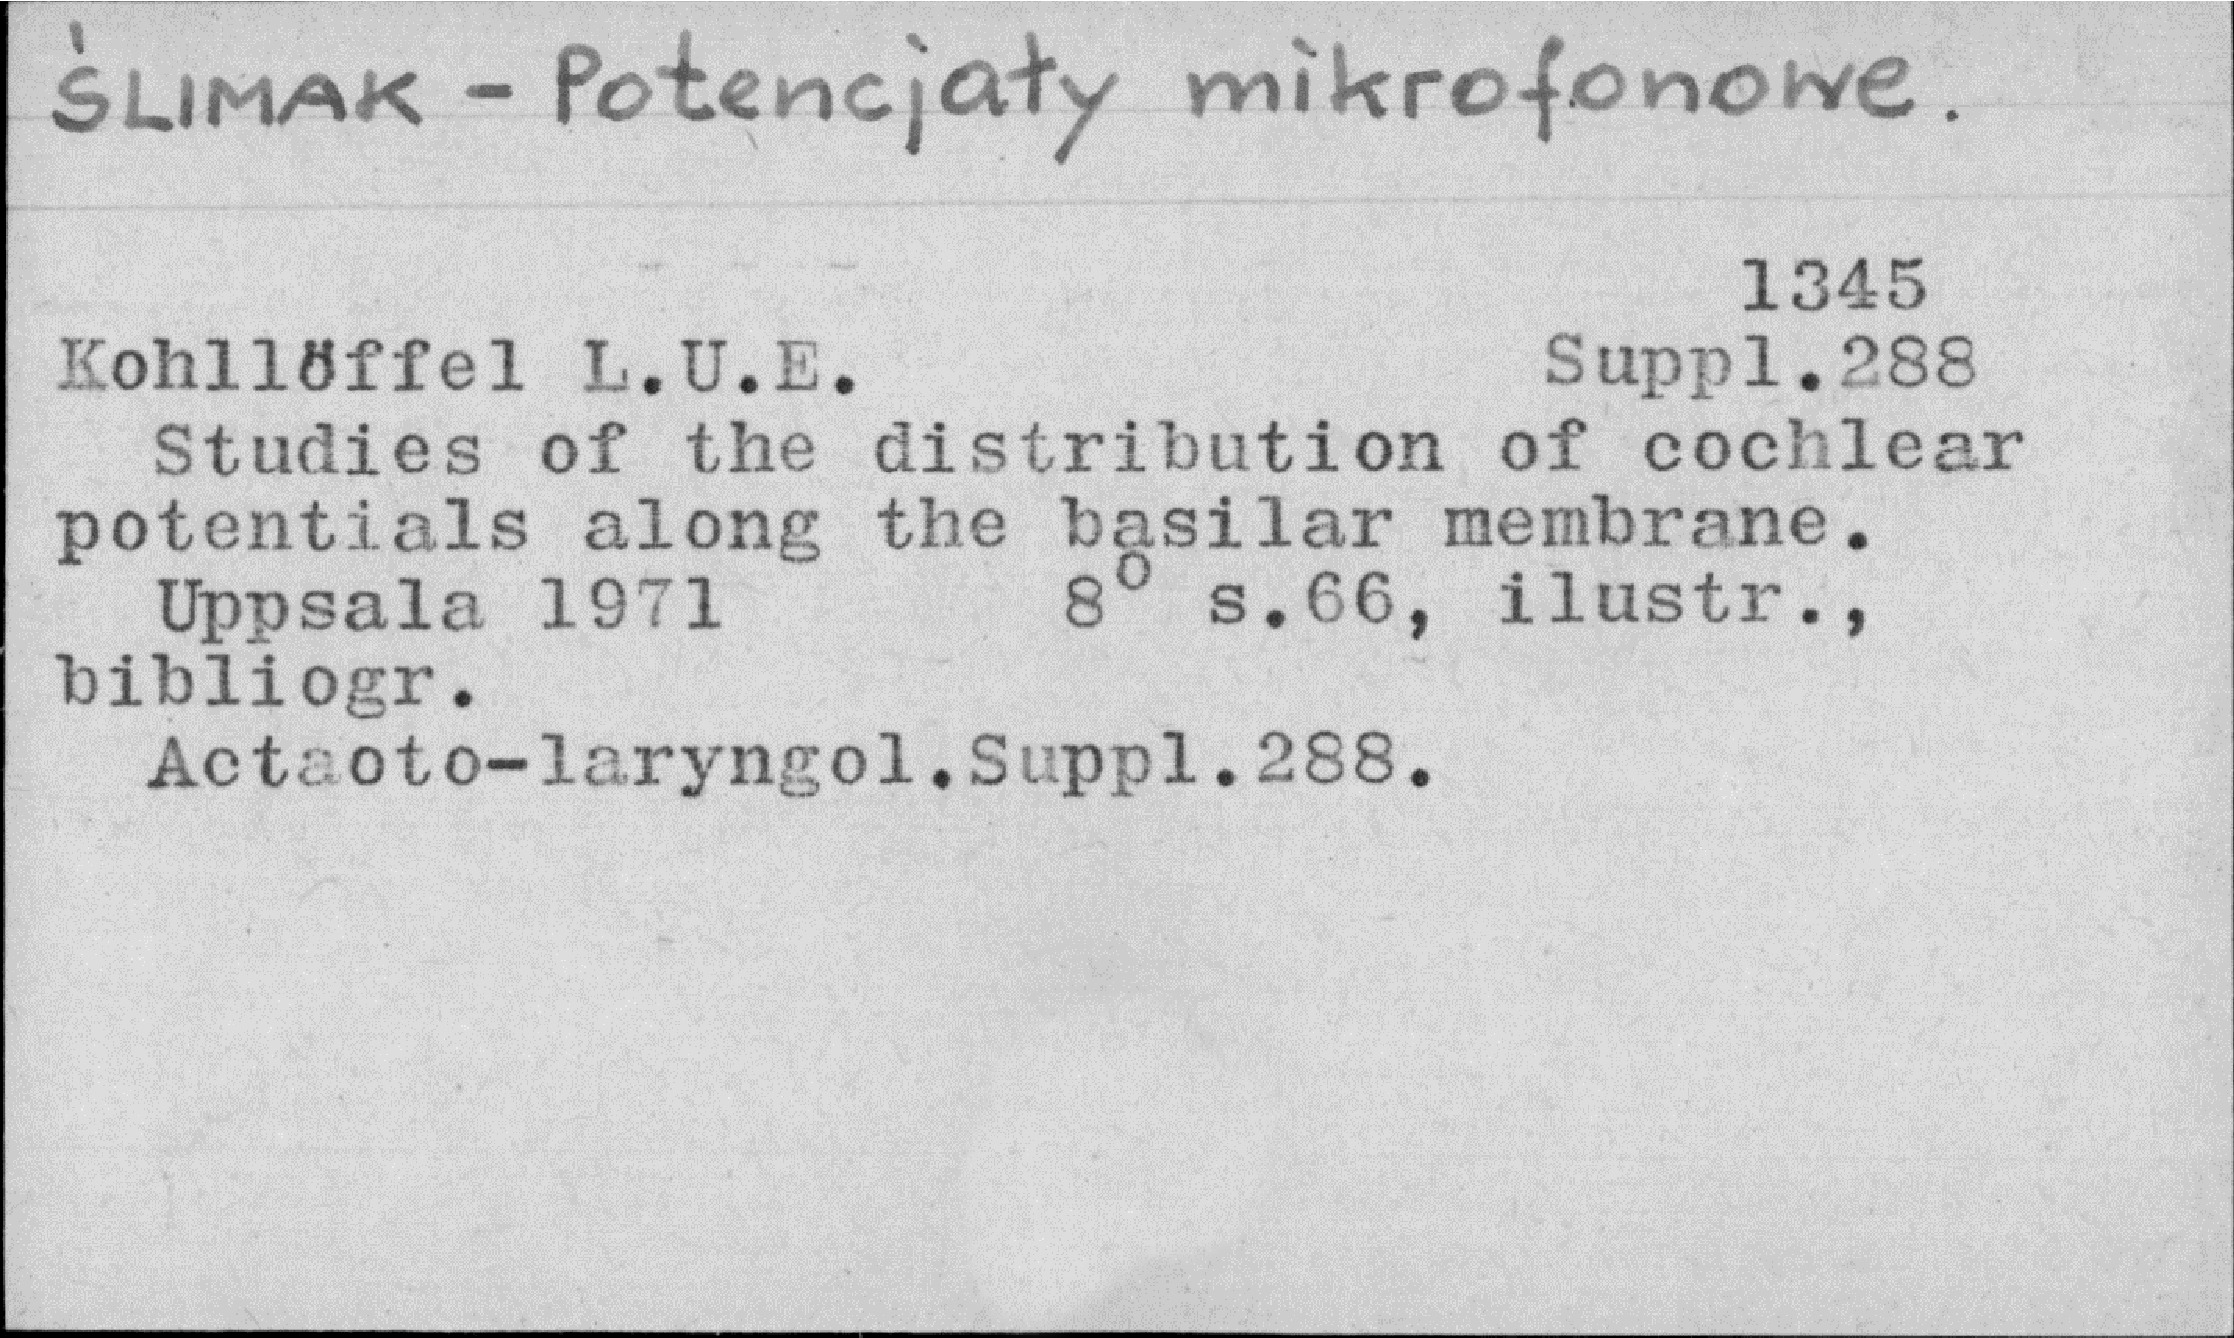 ŚLIMAK - Potencjały mikrofonowe.
1345
Kohllöffel L.U.E. Suppl.288
Studies of the distribution of cochlear
potentials along the basilar membrane.
Uppsala 1971 8° s.66, ilustr.,
bibliogr.
Actaoto-laryngol.Suppl.288.